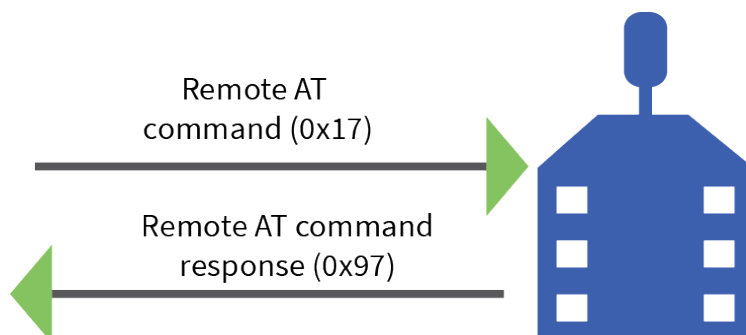 Remote AT
command (0x17)
Remote AT command
response (0x97)